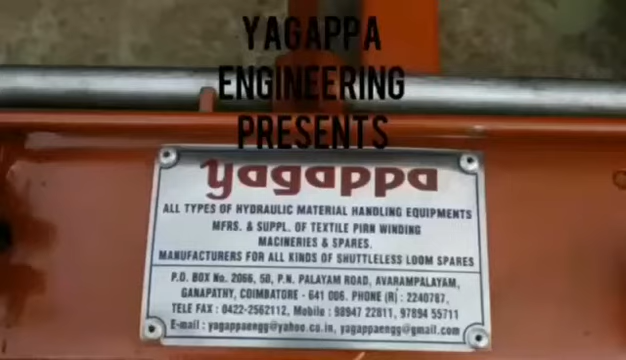 YAGAPPA
ENGINEERING
PRESENTS
yagappa
ALL TYPES OF HYDRAULIC MATERIAL HANDLING EQUIPMENTS
MFRS. & SUPPL. OF TEXTILE PIRN WINDING
MACINERIES & SPARES.
MANUFACTURERS FOR ALL KINDS OF SHUTTLELESS LOOM SPARES
P.O. BOX No. 2066, 50, P.N. PALAYAM ROAD, AVARAMPALAYAM,
GANAPATHY, COIMBATORE - 641 006. PHONE (R) : 2240787,
TELE FAX : 0422-2562112, Mobile : 98947 22811, 97894 55711
E-mail : yagappaengg@yahoo.co.in, yagappaengg@gmail.com